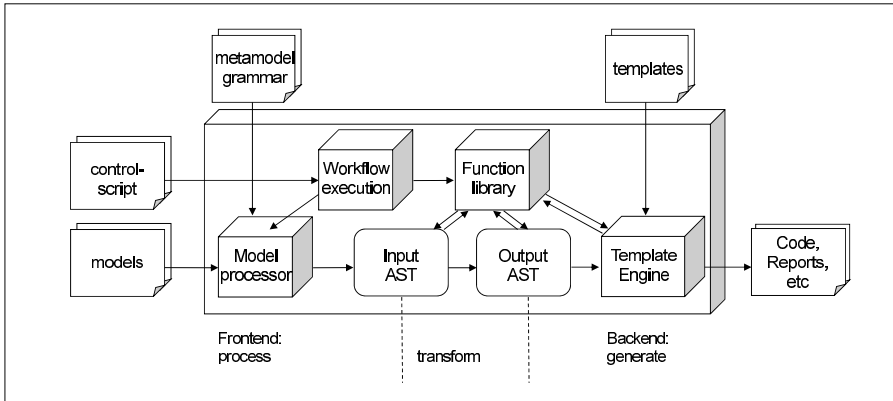 metamodel
grammar
templates
control-
script
Workflow
execution
Function
library
models
Model
processor
Input
AST
Output
AST
Template
Engine
Code,
Reports,
etc
Frontend:
process
transform
Backend:
generate